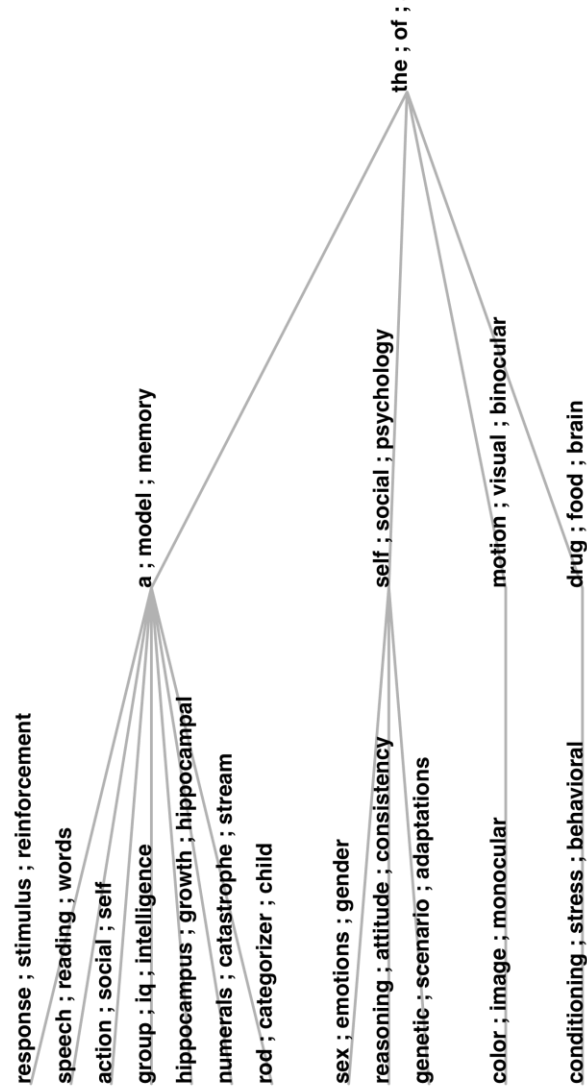 the ; of ;
a ; model ; memory
self ; social ; psychology
motion ; visual ; binocular
drug ; food ; brain
response ; stimulus ; reinforcement
speech ; reading ; words
action ; social ; self
group ; iq ; intelligence
hippocampus ; growth ; hippocampal
numerals ; catastrophe ; stream
rod ; categorizer ; child
sex ; emotions ; gender
reasoning ; attitude ; consistency
genetic ; scenario ; adaptations
color ; image ; monocular
conditioning ; stress ; behavioral